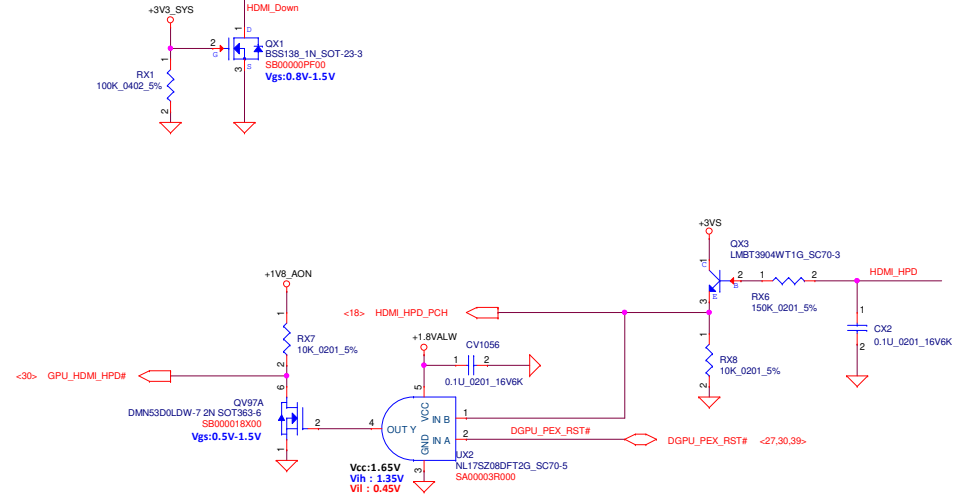 HDMI_Down
+3V3_SYS
1
D
2
G
QX1
BSS138_1N_SOT-23-3
SB00000PF00
Vgs:0.8V-1.5V
S
3
1
RX1
100K_0402_5%
2
+3VS
QX3
LMBT3904WT1G_SC70-3
1
C
2
B
1
2
HDMI_HPD
3
E
RX6
150K_0201_5%
1
CX2
0.1U_0201_16V6K
2
+1V8_AON
<18> HDMI_HPD_PCH
1
RX7
10K_0201_5%
2
+1.8VALW
CV1056
1
2
0.1U_0201_16V6K
1
RX8
10K_0201_5%
2
<30> GPU_HDMI_HPD#
6
QV97A
DMN53D0LDW-7 2N SOT363-6
SB000018X00
Vgs:0.5V-1.5V
2
1
5
VCC
IN B
1
4
OUT Y
GND
IN A
2
DGPU_PEX_RST#
DGPU_PEX_RST# <27,30,39>
3
UX2
NL17SZ08DFT2G_SC70-5
SA00003R000
Vcc:1.65V
Vih : 1.35V
Vil : 0.45V